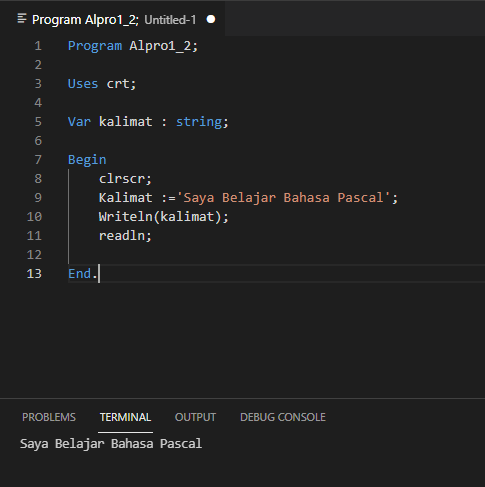 Program Alpro1_2; Untitled-1
1 Program Alpro1_2;
2
3 Uses crt;
4
5 Var kalimat : string;
6
7 Begin
8 clrscr;
9 Kalimat :='Saya Belajar Bahasa Pascal';
10 Writeln(kalimat);
11 readln;
12
13 End.
PROBLEMS TERMINAL OUTPUT DEBUG CONSOLE
Saya Belajar Bahasa Pascal